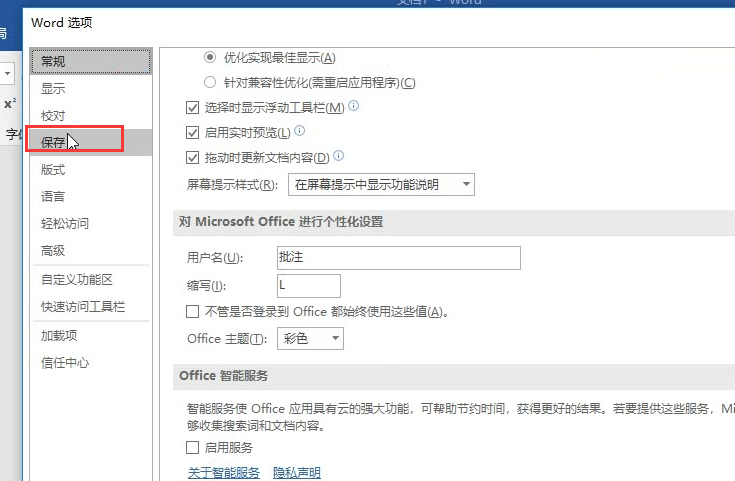 文档1 - Word
Word 选项
局
常规
显示
校对
保存
版式
语言
轻松访问
高级
自定义功能区
快速访问工具栏
加载项
信任中心
x²
字体
优化实现最佳显示(A)
针对兼容性优化(需重启应用程序)(C)
选择时显示浮动工具栏(M)
启用实时预览(L)
拖动时更新文档内容(D)
屏幕提示样式(R): 在屏幕提示中显示功能说明
对 Microsoft Office 进行个性化设置
用户名(U): 批注
缩写(I): L
不管是否登录到 Office 都始终使用这些值(A)。
Office 主题(T): 彩色
Office 智能服务
智能服务使 Office 应用具有云的强大功能，可帮助节约时间，获得更好的结果。若要提供这些服务，Mi
够收集搜索词和文档内容。
启用服务
关于智能服务 隐私声明